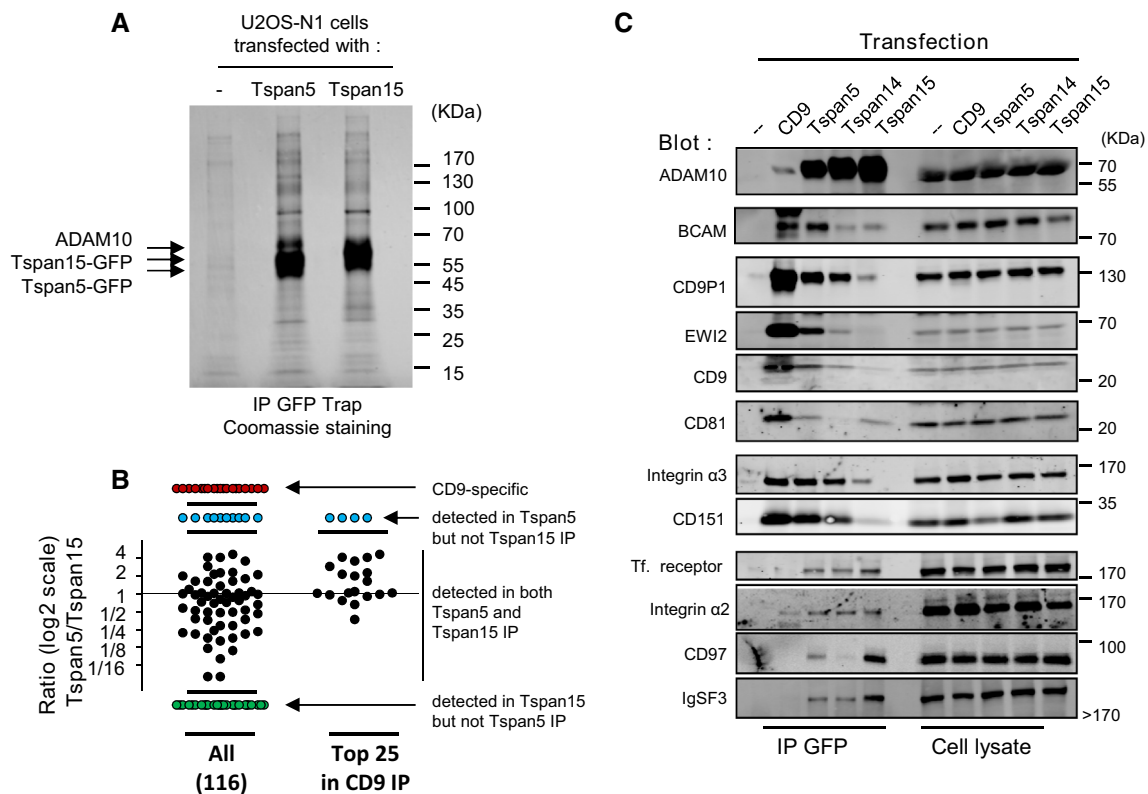 A
U2OS-N1 cells
transfected with :
- Tspan5 Tspan15
(KDa)
170
130
100
70
55
45
35
25
15
ADAM10
Tspan15-GFP
Tspan5-GFP
IP GFP Trap
Coomassie staining
B
CD9-specific
detected in Tspan5
but not Tspan15 IP
detected in both
Tspan5 and
Tspan15 IP
detected in Tspan15
but not Tspan5 IP
Ratio (log2 scale)
Tspan5/Tspan15
4
2
1
1/2
1/4
1/8
1/16
All
(116)
Top 25
in CD9 IP
C
Transfection
-- CD9 Tspan5 Tspan14 Tspan15 -- CD9 Tspan5 Tspan14 Tspan15
(KDa)
Blot :
ADAM10 70
55
BCAM 70
CD9P1 130
EWI2 70
CD9 20
CD81 20
Integrin α3 170
CD151 35
Tf. receptor 170
Integrin α2 170
CD97 100
IgSF3 >170
IP GFP Cell lysate